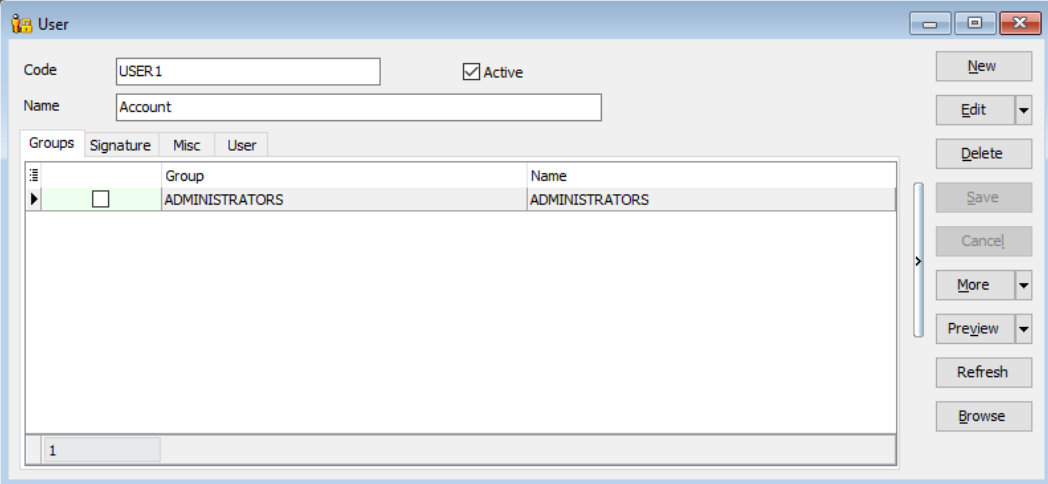 User
Code
USER1
Active
Name
Account
Groups Signature Misc User
Group Name
ADMINISTRATORS ADMINISTRATORS
1
New
Edit
Delete
Save
Cancel
More
Preview
Refresh
Browse